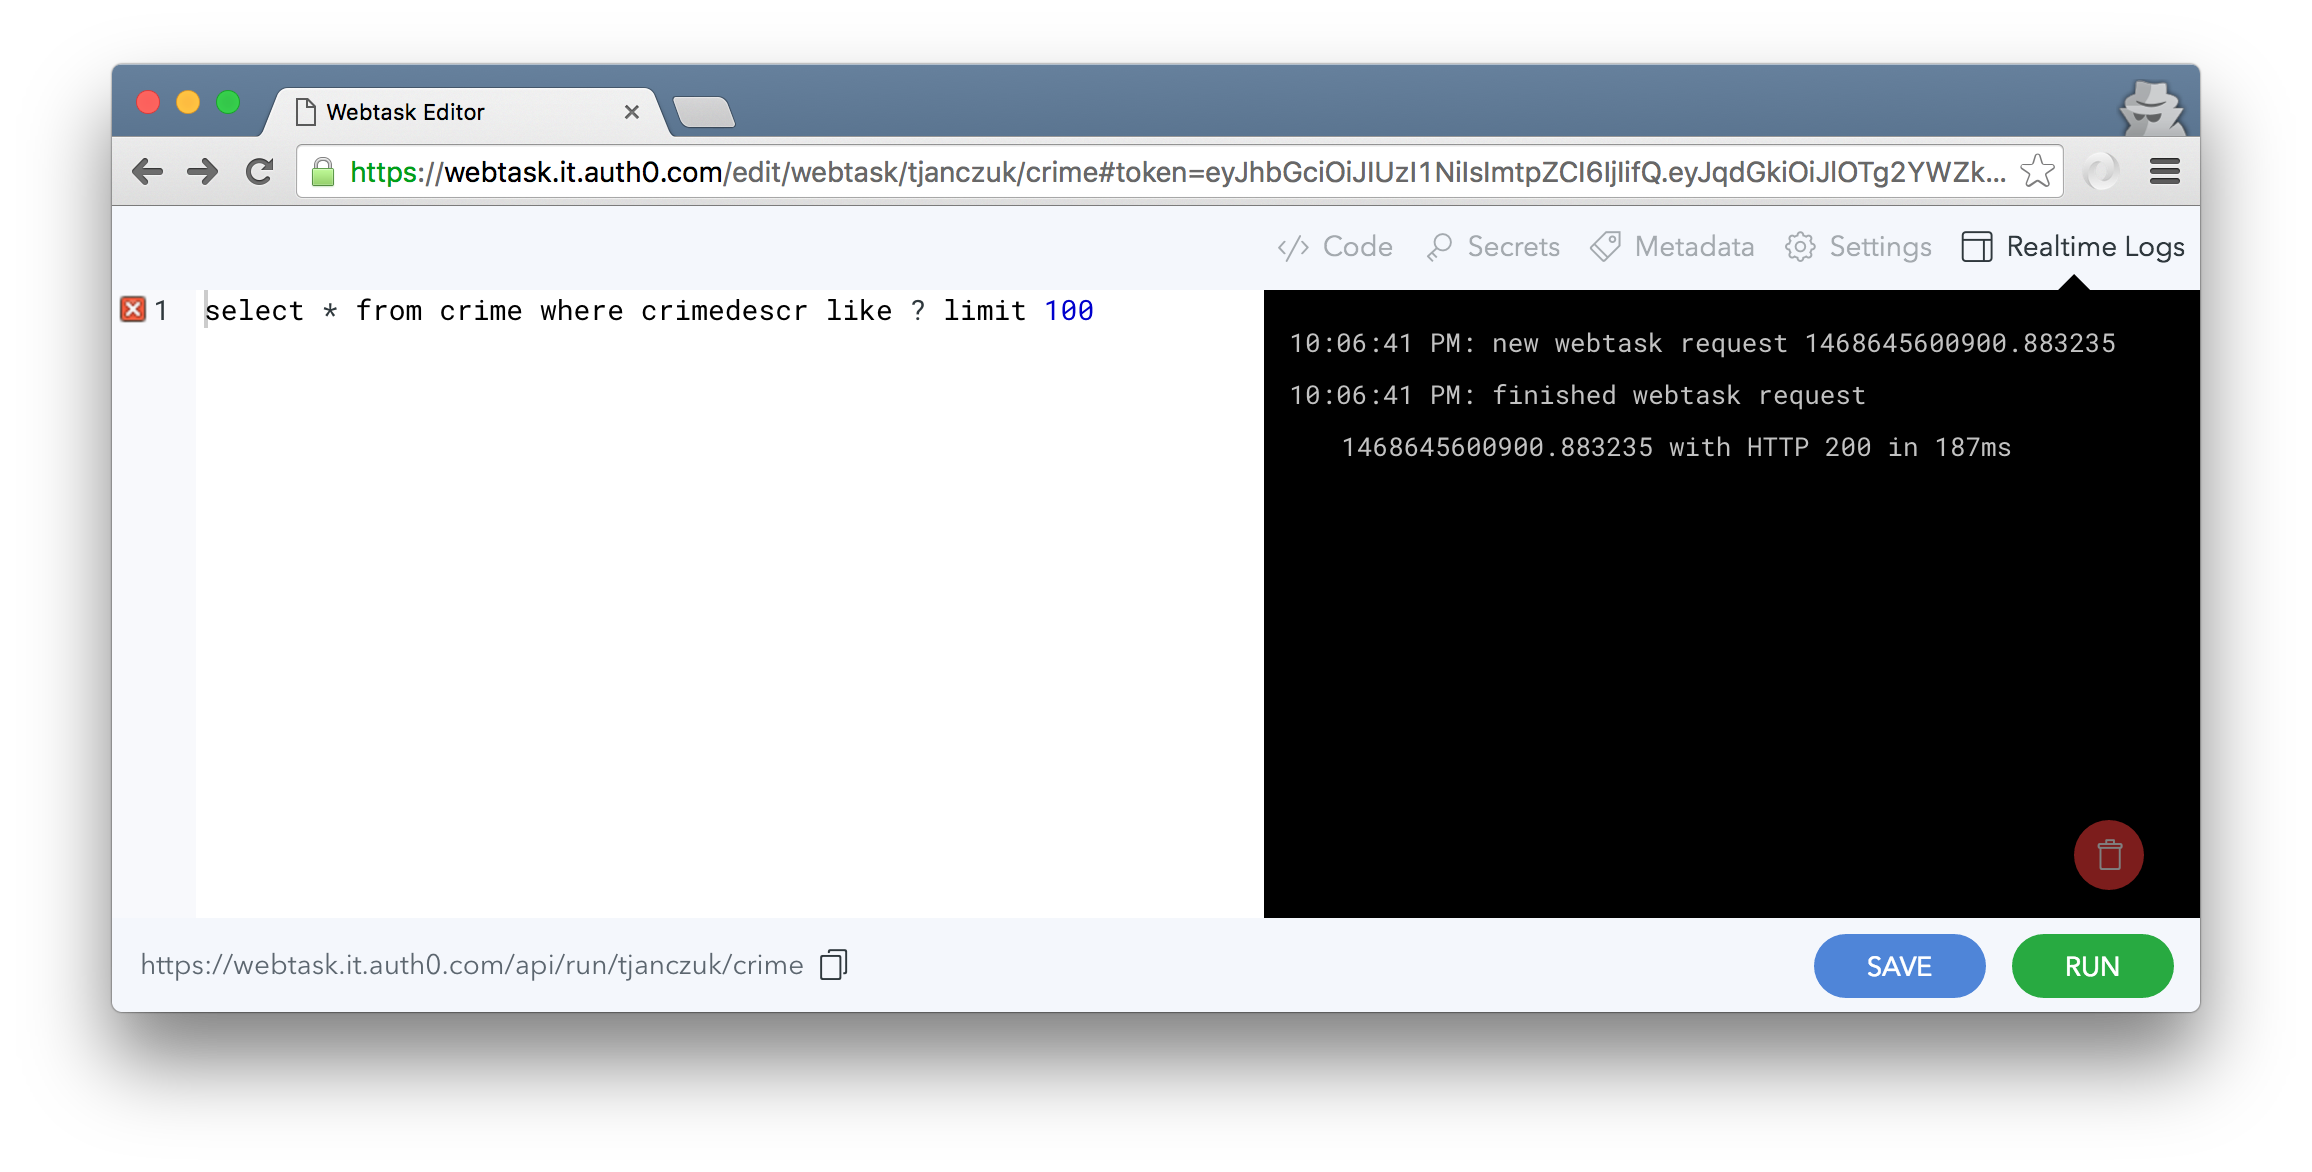 Webtask Editor
https://webtask.it.auth0.com/edit/webtask/tjanczuk/crime#token=eyJhbGciOiJIUzI1NiIsImtpZCI6IjIifQ.eyJqdGkiOiJlOTg2YWZk...
Code Secrets Metadata Settings Realtime Logs
1 select * from crime where crimedescr like ? limit 100
10:06:41 PM: new webtask request 1468645600900.883235
10:06:41 PM: finished webtask request
1468645600900.883235 with HTTP 200 in 187ms
https://webtask.it.auth0.com/api/run/tjanczuk/crime
SAVE RUN